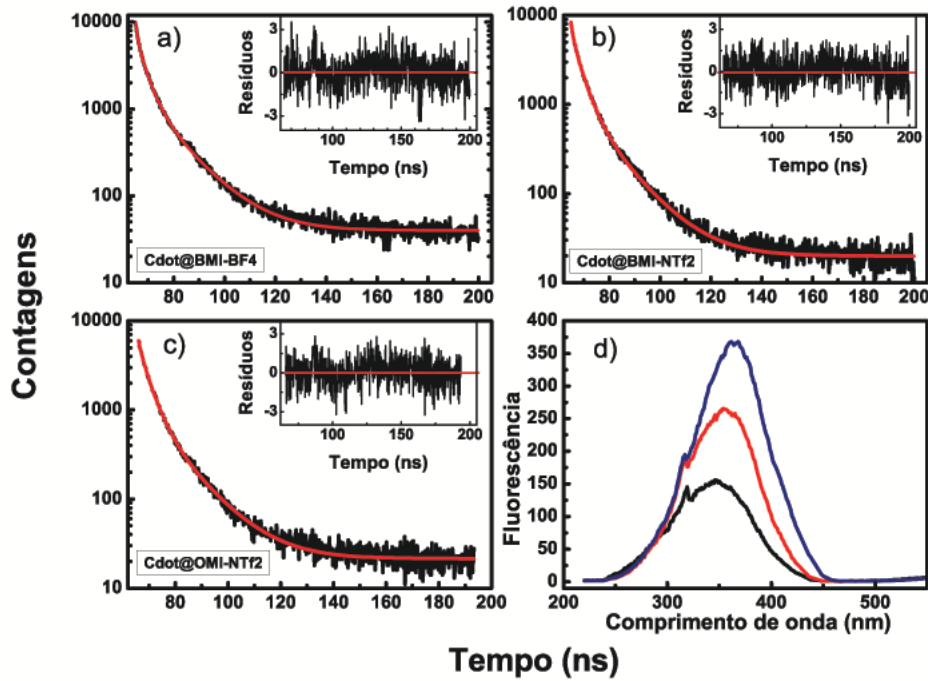 Contagens
10000
1000
100
10
a)
Resíduos
3
0
-3
100
150
200
Tempo (ns)
Cdot@BMI-BF4
80 100 120 140 160 180 200
10000
1000
100
10
b)
Resíduos
3
0
-3
100
150
200
Tempo (ns)
Cdot@BMI-NTf2
80 100 120 140 160 180 200
10000
1000
100
10
c)
Resíduos
3
0
-3
100
150
200
Tempo (ns)
Cdot@OMI-NTf2
60 80 100 120 140 160 180 200
400
350
300
250
200
150
100
50
0
d)
Fluorescência
200 300 400 500
Comprimento de onda (nm)
Tempo (ns)